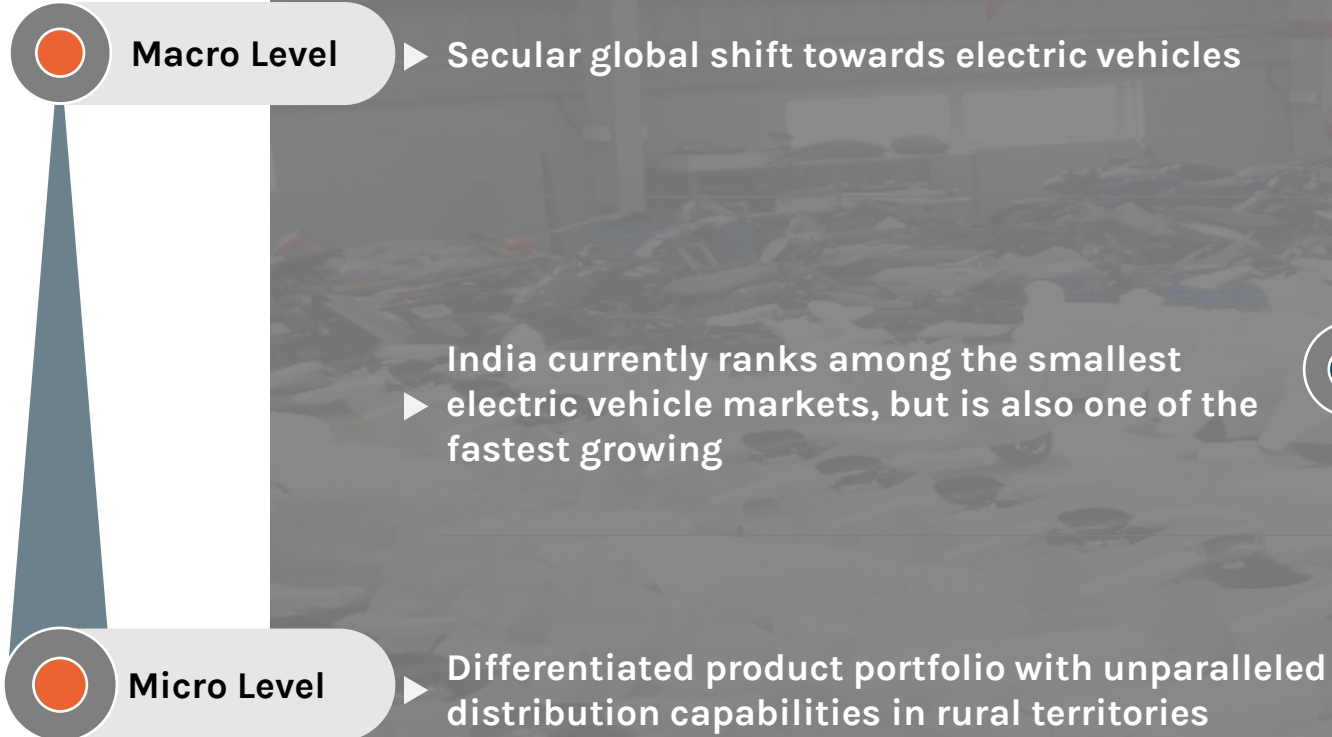 Macro Level
Secular global shift towards electric vehicles
India currently ranks among the smallest
electric vehicle markets, but is also one of the
fastest growing
Micro Level
Differentiated product portfolio with unparalleled
distribution capabilities in rural territories